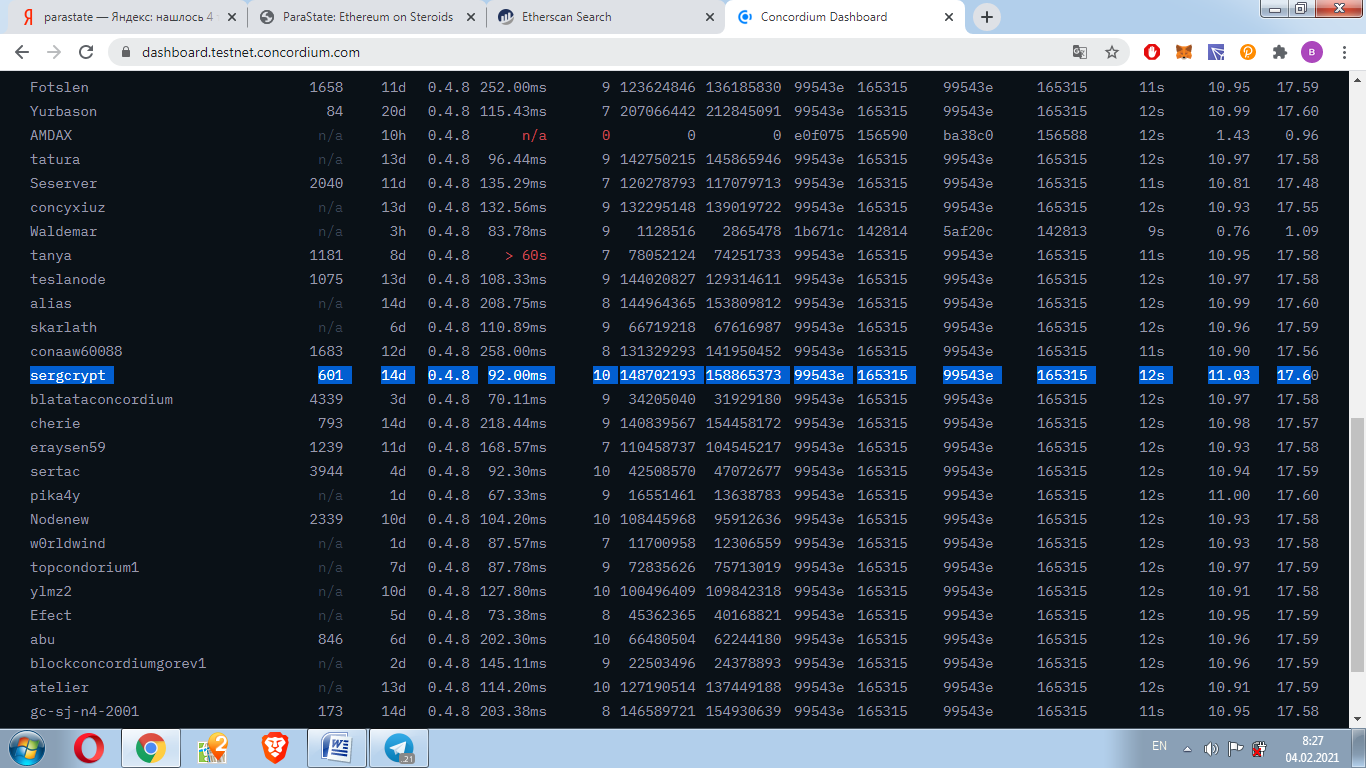 parastate — Яндекс: нашлось 4
ParaState: Ethereum on Steroids
Etherscan Search
Concordium Dashboard
dashboard.testnet.concordium.com
B
Fotslen 1658 11d 0.4.8 252.00ms 9 123624846 136185830 99543e 165315 99543e 165315 11s 10.95 17.59
Yurbason 84 20d 0.4.8 115.43ms 7 207066442 212845091 99543e 165315 99543e 165315 11s 10.99 17.60
AMDAX n/a 10h 0.4.8 n/a 0 0 0 e0f075 156590 ba38c0 156588 12s 1.43 0.96
tatura n/a 13d 0.4.8 96.44ms 9 142750215 145865946 99543e 165315 99543e 165315 12s 10.97 17.58
Seserver 2040 11d 0.4.8 135.29ms 7 120278793 117079713 99543e 165315 99543e 165315 12s 10.81 17.48
concyxiuz n/a 13d 0.4.8 132.56ms 9 132295148 139019722 99543e 165315 99543e 165315 12s 10.93 17.55
Waldemar n/a 3h 0.4.8 83.78ms 9 1128516 2865478 1b671c 142814 5af20c 142813 9s 0.76 1.09
tanya 1181 8d 0.4.8 > 60s 7 78052124 74251733 99543e 165315 99543e 165315 11s 10.95 17.58
teslanode 1075 13d 0.4.8 108.33ms 9 144020827 129314611 99543e 165315 99543e 165315 12s 10.97 17.58
alias n/a 14d 0.4.8 208.75ms 8 144964365 153809812 99543e 165315 99543e 165315 12s 10.99 17.60
skarlath n/a 6d 0.4.8 110.89ms 9 66719218 67616987 99543e 165315 99543e 165315 12s 10.96 17.59
conaaw60088 1683 12d 0.4.8 258.00ms 8 131329293 141950452 99543e 165315 99543e 165315 11s 10.90 17.56
sergcrypt 601 14d 0.4.8 92.00ms 10 148702193 158865373 99543e 165315 99543e 165315 12s 11.03 17.60
blatataconcordium 4339 3d 0.4.8 70.11ms 9 34205040 31929180 99543e 165315 99543e 165315 12s 10.97 17.58
cherie 793 14d 0.4.8 218.44ms 9 140839567 154458172 99543e 165315 99543e 165315 12s 10.98 17.57
eraysen59 1239 11d 0.4.8 168.57ms 7 110458737 104545217 99543e 165315 99543e 165315 12s 10.93 17.58
sertac 3944 4d 0.4.8 92.30ms 10 42508570 47072677 99543e 165315 99543e 165315 12s 10.94 17.59
pika4y n/a 1d 0.4.8 67.33ms 9 16551461 13638783 99543e 165315 99543e 165315 12s 11.00 17.60
Nodenew 2339 10d 0.4.8 104.20ms 10 108445968 95912636 99543e 165315 99543e 165315 12s 10.93 17.58
w0rldwind n/a 1d 0.4.8 87.57ms 7 11700958 12306559 99543e 165315 99543e 165315 12s 10.93 17.58
topcondorium1 n/a 7d 0.4.8 87.78ms 9 72835626 75713019 99543e 165315 99543e 165315 12s 10.97 17.59
ylmz2 n/a 10d 0.4.8 127.80ms 10 100496409 109842318 99543e 165315 99543e 165315 12s 10.91 17.58
Efect n/a 5d 0.4.8 73.38ms 8 45362365 40168821 99543e 165315 99543e 165315 12s 10.95 17.59
abu 846 6d 0.4.8 202.30ms 10 66480504 62244180 99543e 165315 99543e 165315 12s 10.96 17.59
blockconcordiumgorev1 n/a 2d 0.4.8 145.11ms 9 22503496 24378893 99543e 165315 99543e 165315 12s 10.96 17.59
atelier n/a 13d 0.4.8 114.20ms 10 127190514 137449188 99543e 165315 99543e 165315 12s 10.91 17.59
gc-sj-n4-2001 173 14d 0.4.8 203.38ms 8 146589721 154930639 99543e 165315 99543e 165315 11s 10.95 17.58
21
EN
8:27
04.02.2021